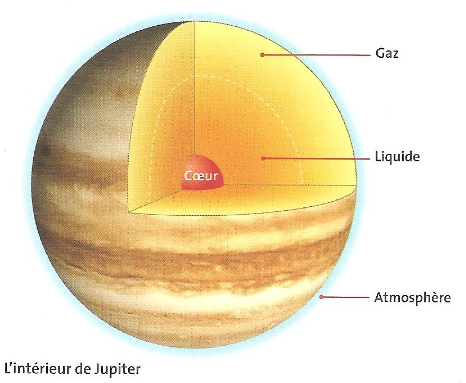 Gaz
Liquide
Cœur
Atmosphère
L'intérieur de Jupiter